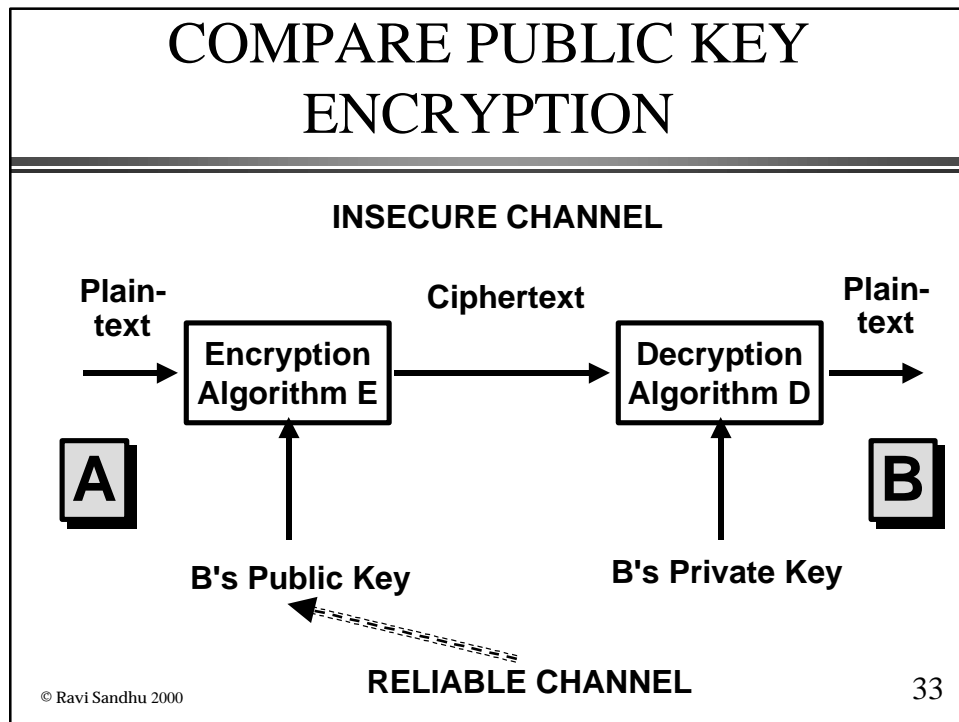 COMPARE PUBLIC KEY
ENCRYPTION
INSECURE CHANNEL
Plain-
text
Ciphertext
Plain-
text
Encryption
Algorithm E
Decryption
Algorithm D
A
B
B's Public Key
B's Private Key
RELIABLE CHANNEL
© Ravi Sandhu 2000
33